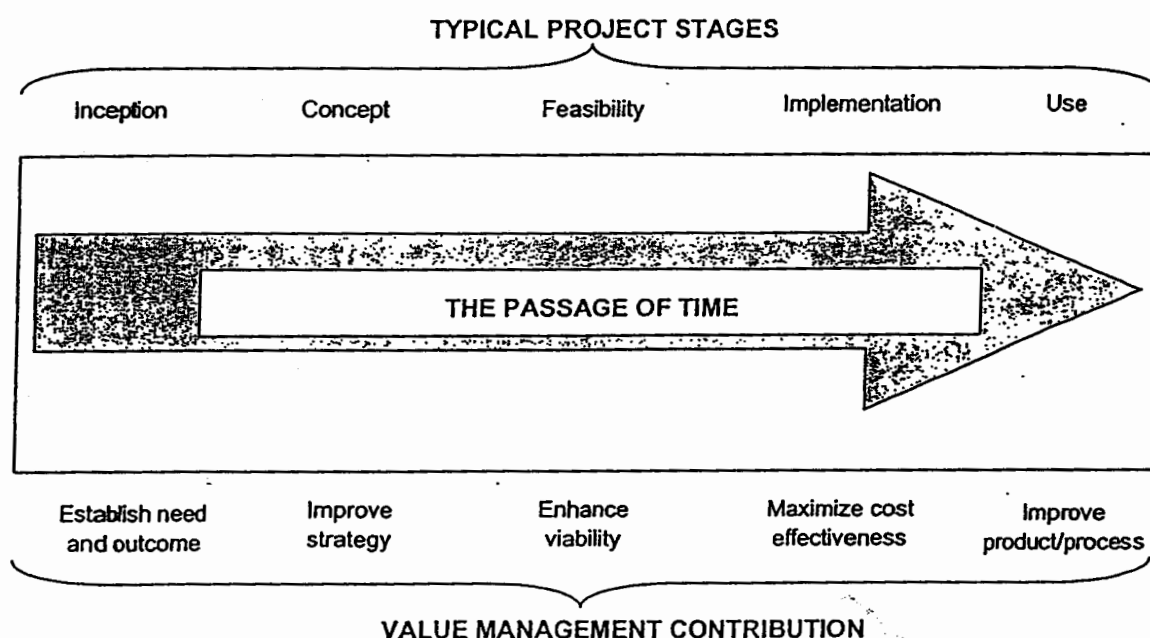 TYPICAL PROJECT STAGES
Inception Concept Feasibility Implementation Use
THE PASSAGE OF TIME
Establish need and outcome
Improve strategy
Enhance viability
Maximize cost effectiveness
Improve product/process
VALUE MANAGEMENT CONTRIBUTION